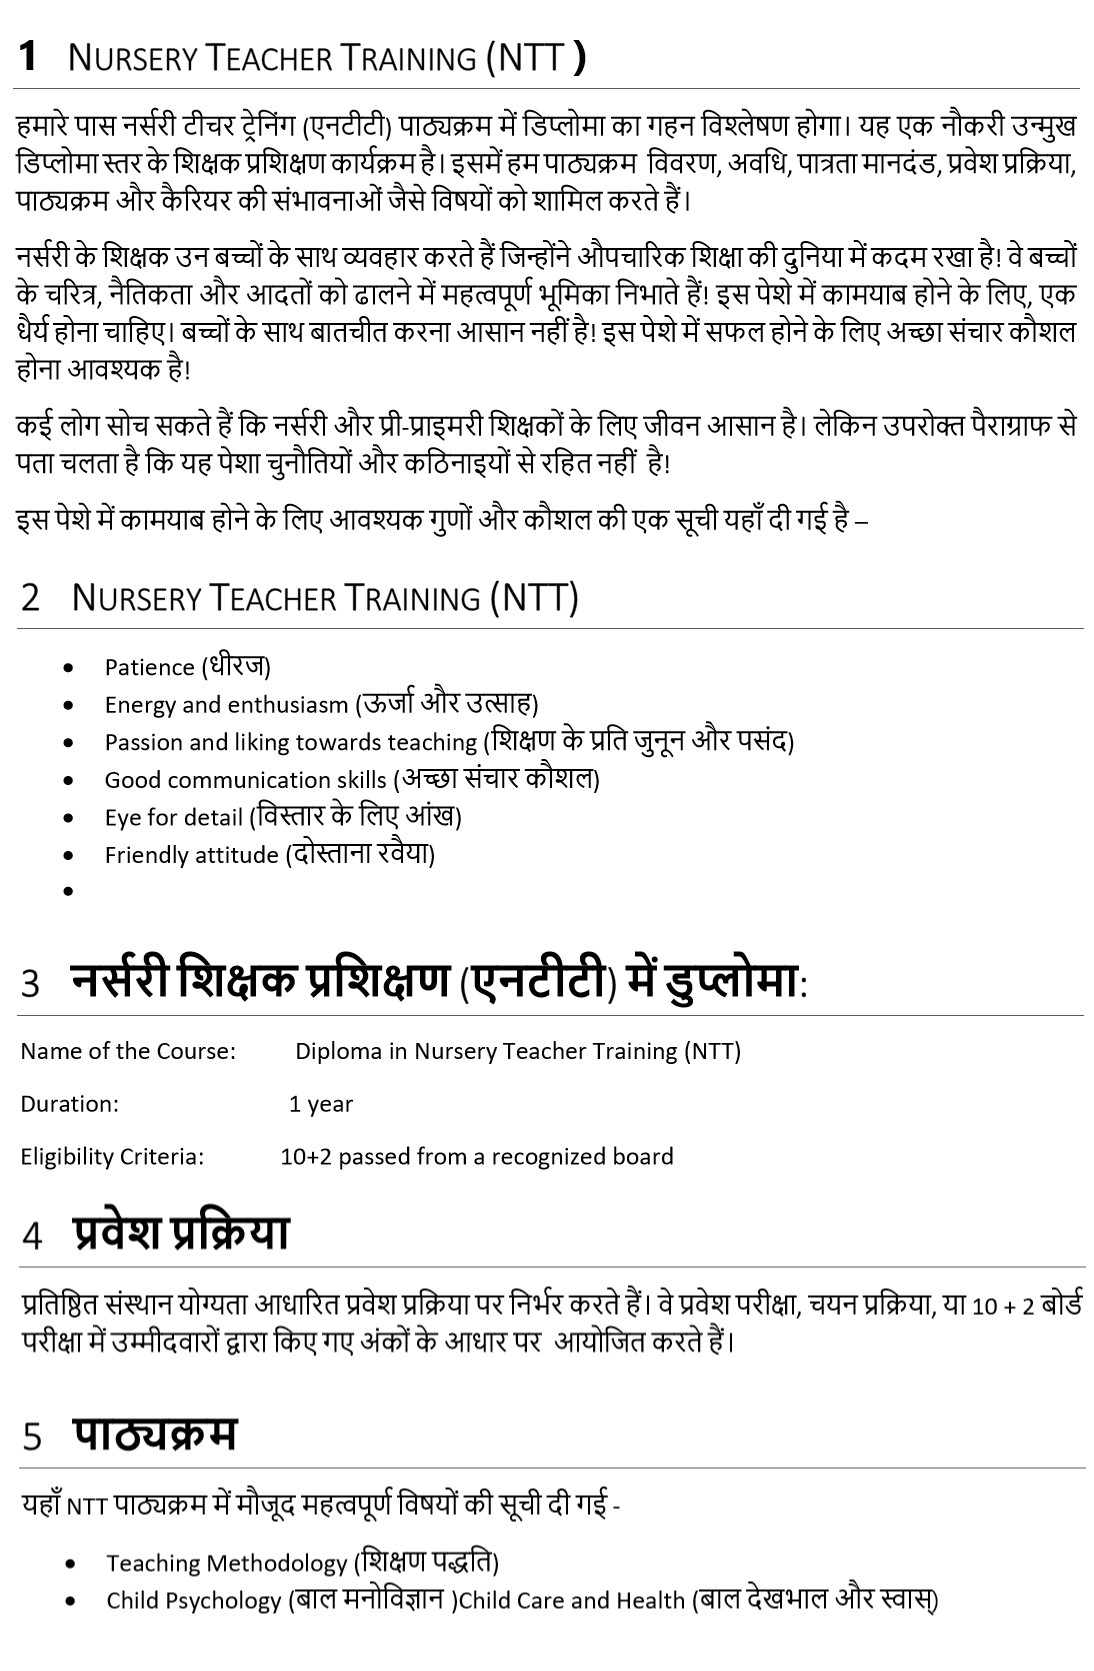 1 NURSERY TEACHER TRAINING (NTT )
हमारे पास नर्सरी टीचर ट्रेनिंग (एनटीटी) पाठ्यक्रम में डिप्लोमा का गहन विश्लेषण होगा। यह एक नौकरी उन्मुख
डिप्लोमा स्तर के शिक्षक प्रशिक्षण कार्यक्रम है। इसमें हम पाठ्यक्रम विवरण, अवधि, पात्रता मानदंड, प्रवेश प्रक्रिया,
पाठ्यक्रम और कैरियर की संभावनाओं जैसे विषयों को शामिल करते हैं।
नर्सरी के शिक्षक उन बच्चों के साथ व्यवहार करते हैं जिन्होंने औपचारिक शिक्षा की दुनिया में कदम रखा है! वे बच्चों
के चरित्र, नैतिकता और आदतों को ढालने में महत्वपूर्ण भूमिका निभाते हैं! इस पेशे में कामयाब होने के लिए, एक
धैर्य होना चाहिए। बच्चों के साथ बातचीत करना आसान नहीं है! इस पेशे में सफल होने के लिए अच्छा संचार कौशल
होना आवश्यक है!
कई लोग सोच सकते हैं कि नर्सरी और प्री-प्राइमरी शिक्षकों के लिए जीवन आसान है। लेकिन उपरोक्त पैराग्राफ से
पता चलता है कि यह पेशा चुनौतियों और कठिनाइयों से रहित नहीं है!
इस पेशे में कामयाब होने के लिए आवश्यक गुणों और कौशल की एक सूची यहाँ दी गई है –
2 NURSERY TEACHER TRAINING (NTT)
• Patience (धीरज)
• Energy and enthusiasm (ऊर्जा और उत्साह)
• Passion and liking towards teaching (शिक्षण के प्रति जुनून और पसंद)
• Good communication skills (अच्छा संचार कौशल)
• Eye for detail (विस्तार के लिए आंख)
• Friendly attitude (दोस्ताना रवैया)
•
3 नर्सरी शिक्षक प्रशिक्षण (एनटीटी) में डुप्लोमा:
Name of the Course: Diploma in Nursery Teacher Training (NTT)
Duration: 1 year
Eligibility Criteria: 10+2 passed from a recognized board
4 प्रवेश प्रक्रिया
प्रतिष्ठित संस्थान योग्यता आधारित प्रवेश प्रक्रिया पर निर्भर करते हैं। वे प्रवेश परीक्षा, चयन प्रक्रिया, या 10 + 2 बोर्ड
परीक्षा में उम्मीदवारों द्वारा किए गए अंकों के आधार पर आयोजित करते हैं।
5 पाठ्यक्रम
यहाँ NTT पाठ्यक्रम में मौजूद महत्वपूर्ण विषयों की सूची दी गई -
• Teaching Methodology (शिक्षण पद्धति)
• Child Psychology (बाल मनोविज्ञान )Child Care and Health (बाल देखभाल और स्वास्)